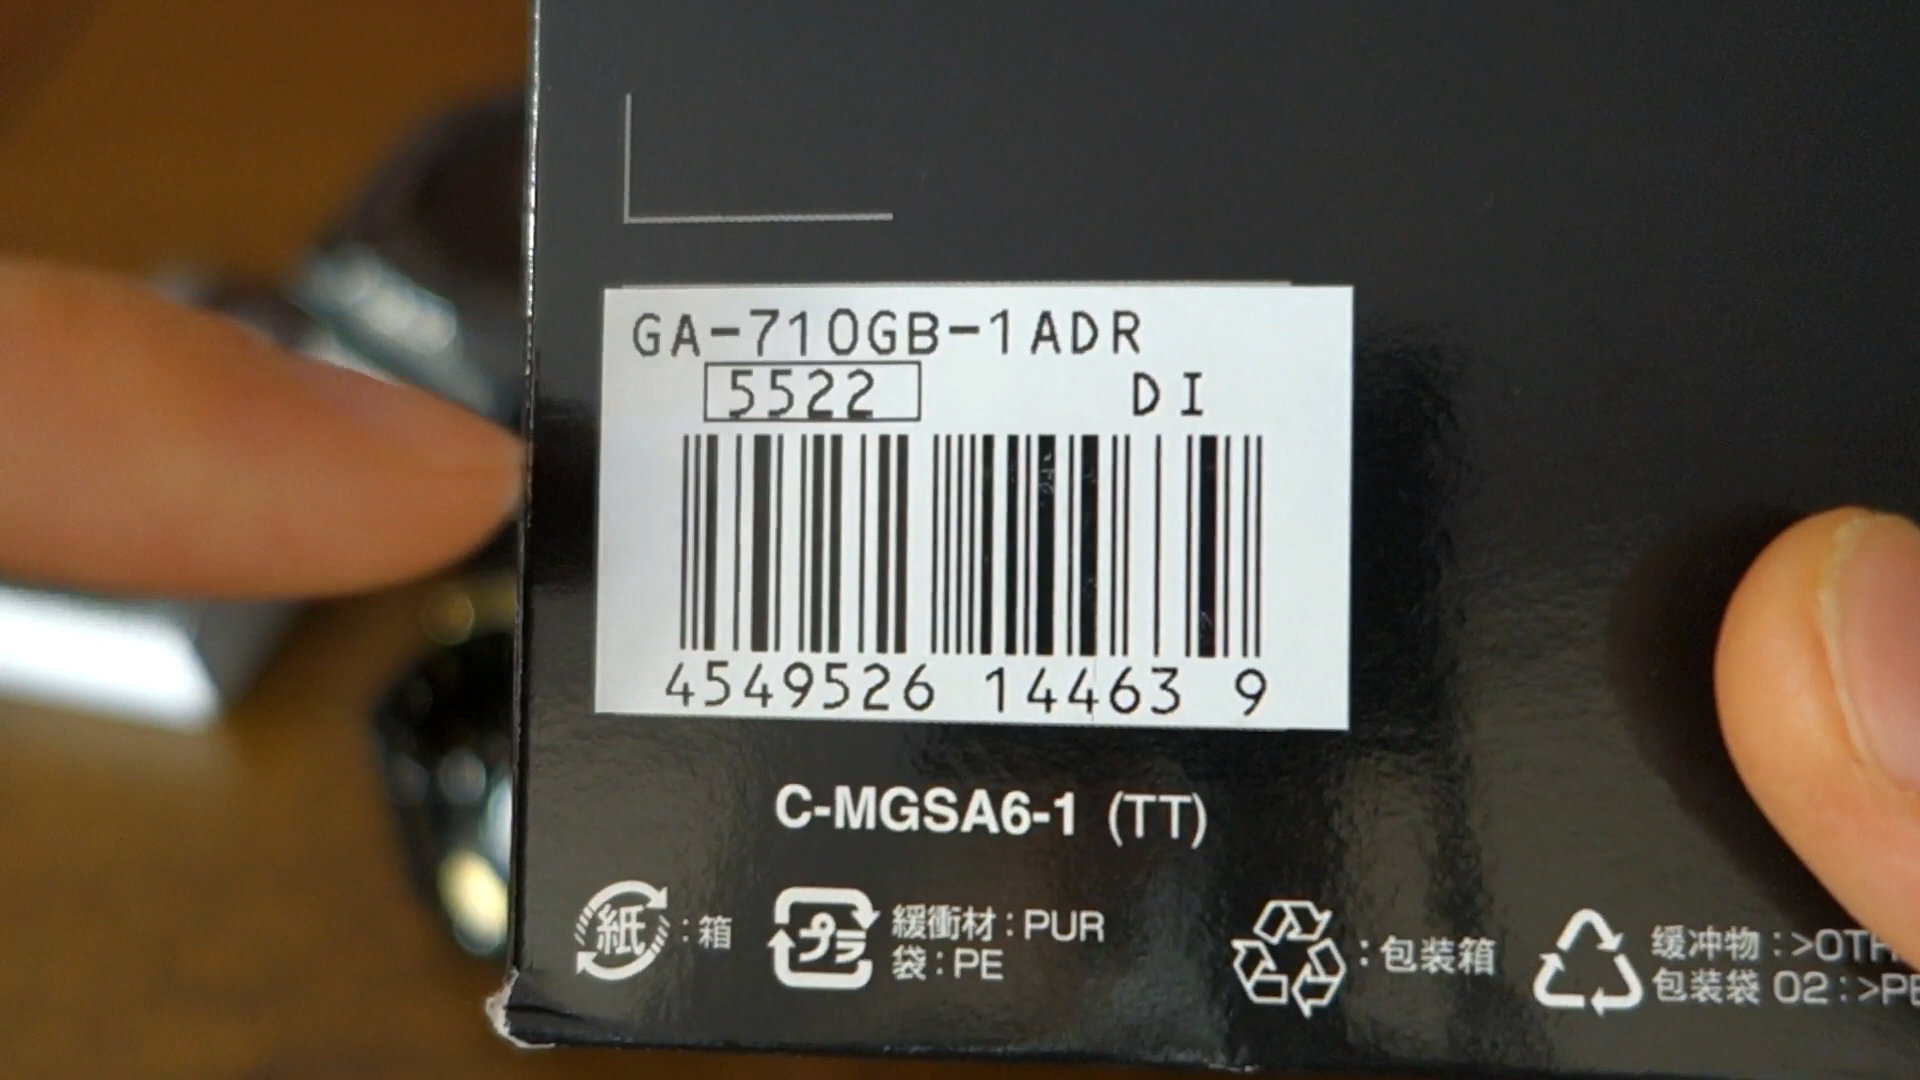 GA-710GB-1ADR
5522 DI
4549526 14463 9
C-MGSA6-1 (TT)
紙 :箱
プラ 緩衝材:PUR
袋:PE
:包装箱
缓冲物:>OTH
包装袋 02:>PE